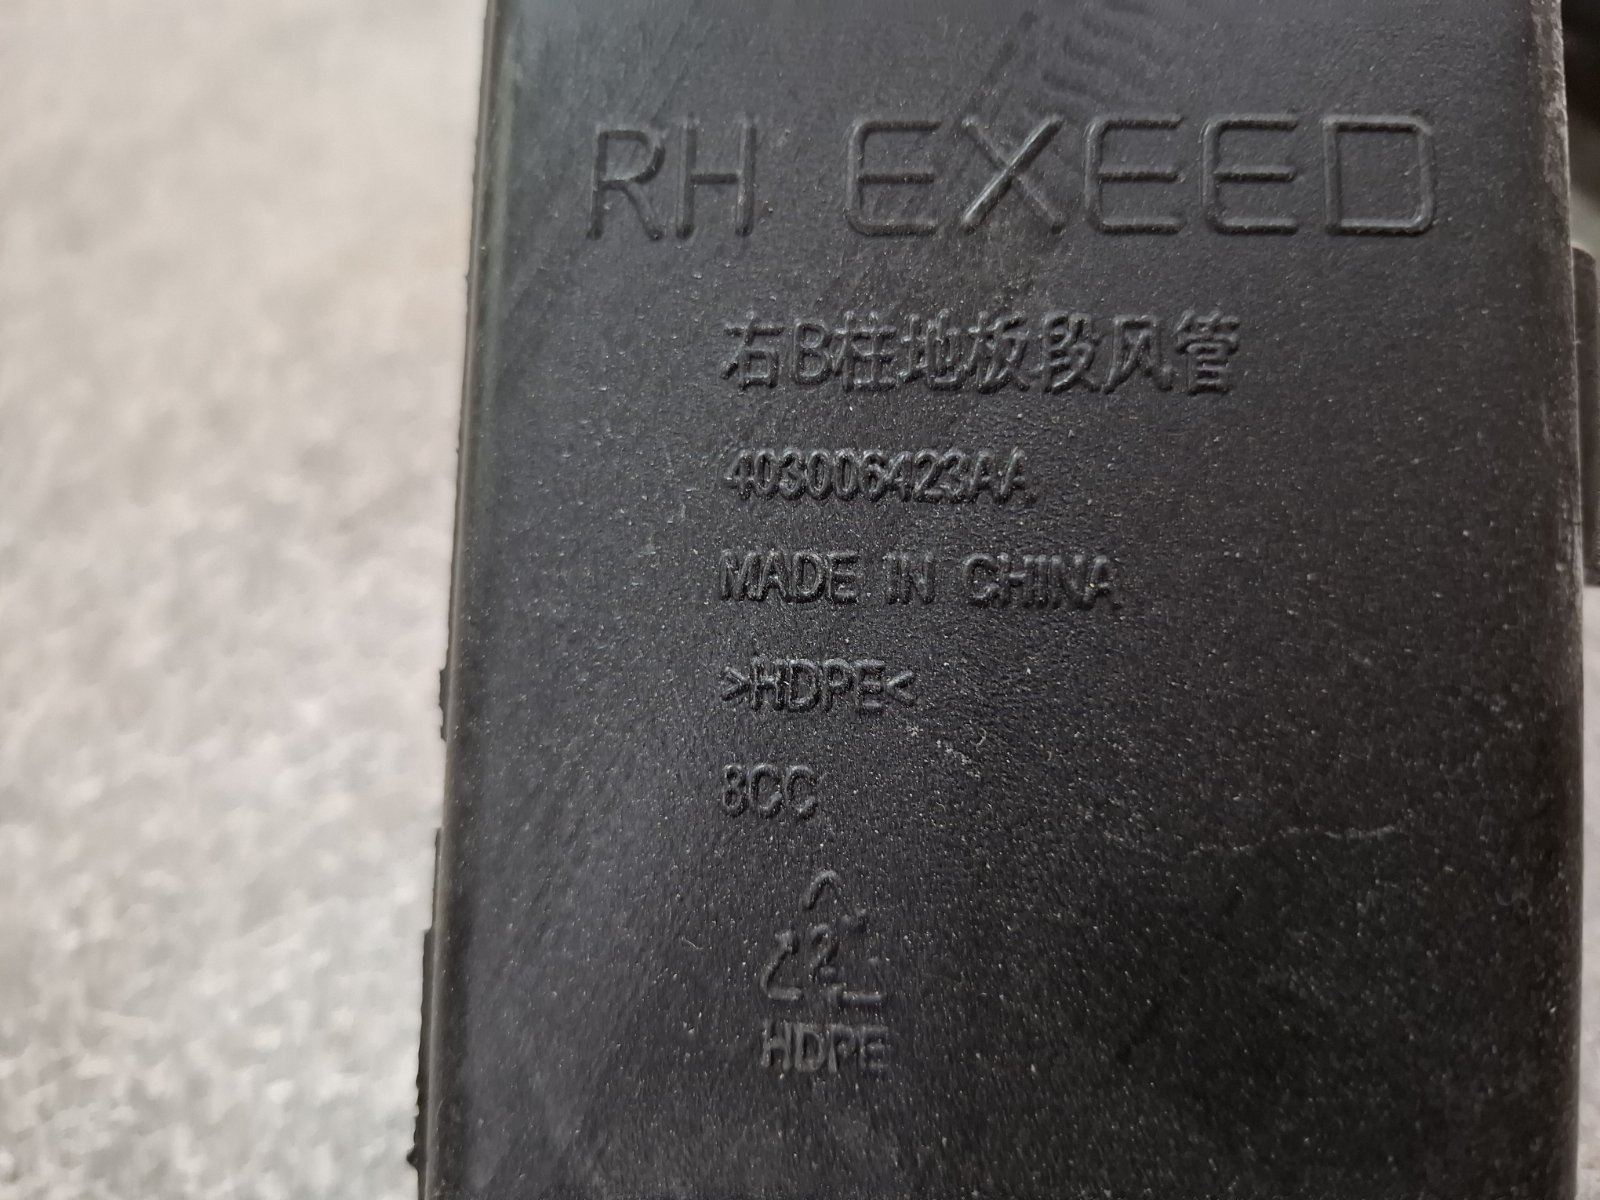 RH EXEED
右B柱地板段风管
403006423AA
MADE IN CHINA
>HDPE<
8CC
2
HDPE